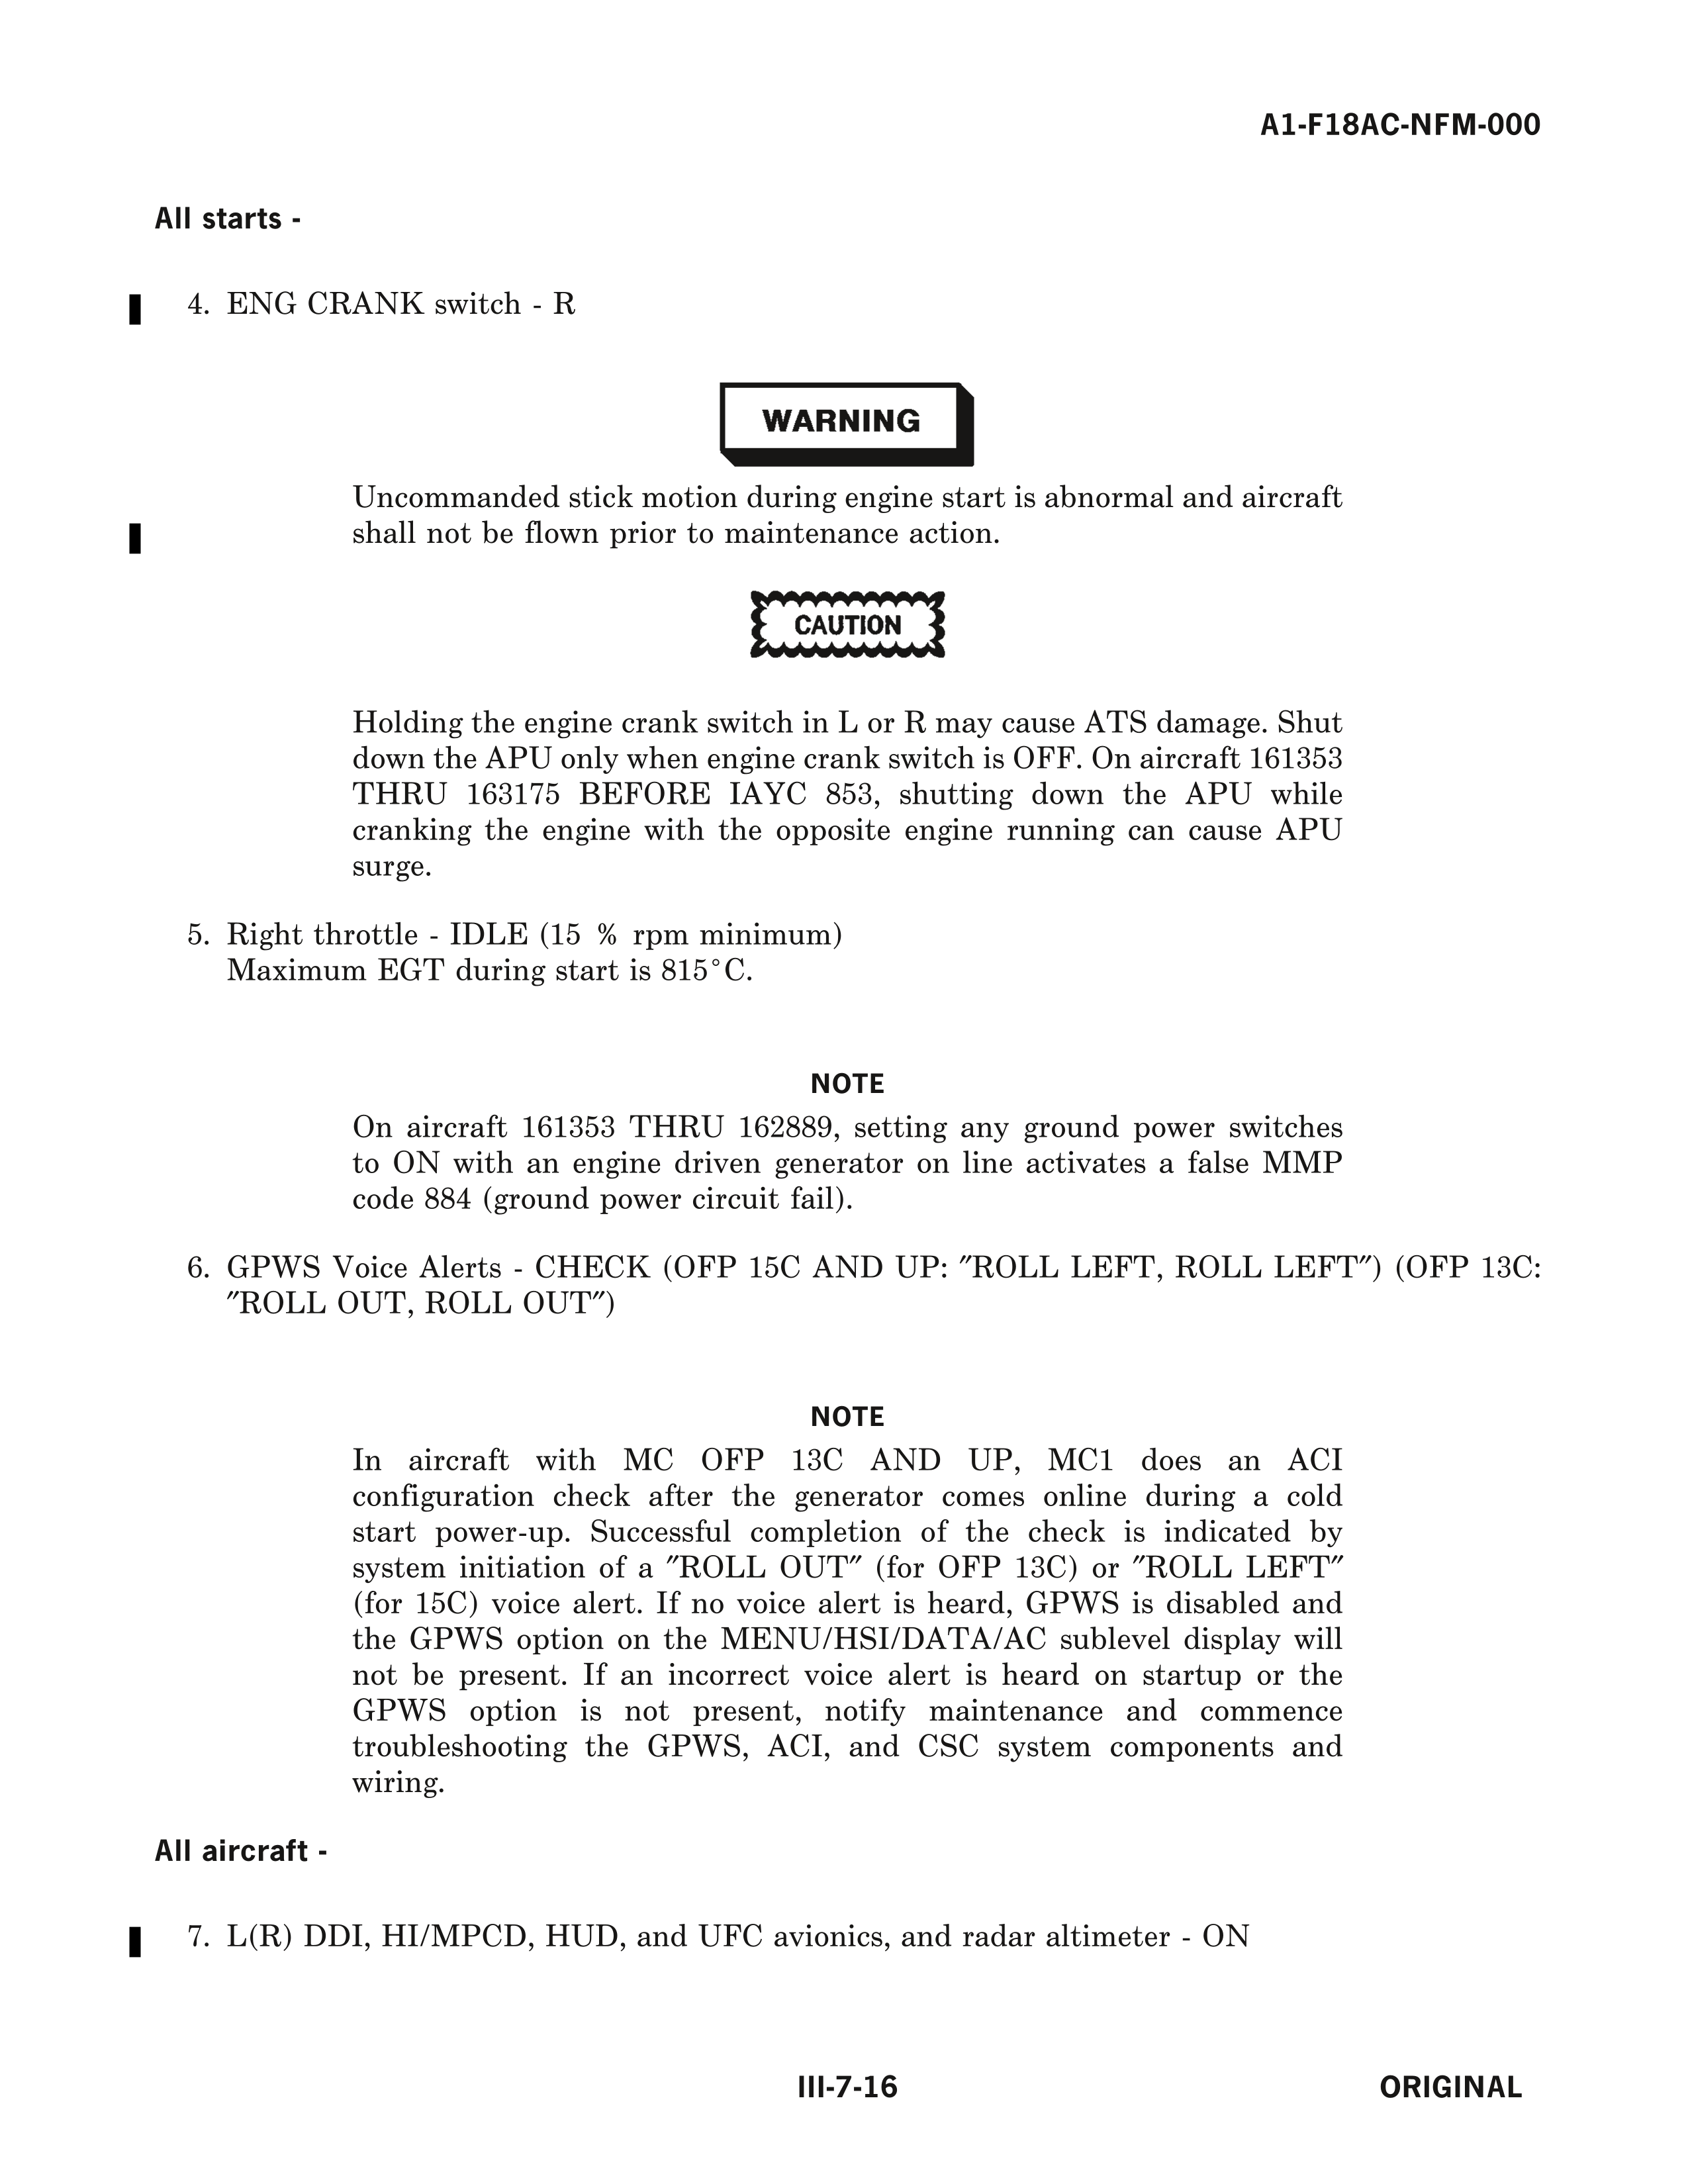 A1-F18AC-NFM-000
All starts -
4. ENG CRANK switch - R
WARNING
Uncommanded stick motion during engine start is abnormal and aircraft
shall not be flown prior to maintenance action.
CAUTION
Holding the engine crank switch in L or R may cause ATS damage. Shut
down the APU only when engine crank switch is OFF. On aircraft 161353
THRU 163175 BEFORE IAYC 853, shutting down the APU while
cranking the engine with the opposite engine running can cause APU
surge.
5. Right throttle - IDLE (15 % rpm minimum)
Maximum EGT during start is 815°C.
NOTE
On aircraft 161353 THRU 162889, setting any ground power switches
to ON with an engine driven generator on line activates a false MMP
code 884 (ground power circuit fail).
6. GPWS Voice Alerts - CHECK (OFP 15C AND UP: ″ROLL LEFT, ROLL LEFT″) (OFP 13C:
″ROLL OUT, ROLL OUT″)
NOTE
In aircraft with MC OFP 13C AND UP, MC1 does an ACI
configuration check after the generator comes online during a cold
start power-up. Successful completion of the check is indicated by
system initiation of a ″ROLL OUT″ (for OFP 13C) or ″ROLL LEFT″
(for 15C) voice alert. If no voice alert is heard, GPWS is disabled and
the GPWS option on the MENU/HSI/DATA/AC sublevel display will
not be present. If an incorrect voice alert is heard on startup or the
GPWS option is not present, notify maintenance and commence
troubleshooting the GPWS, ACI, and CSC system components and
wiring.
All aircraft -
7. L(R) DDI, HI/MPCD, HUD, and UFC avionics, and radar altimeter - ON
III-7-16
ORIGINAL